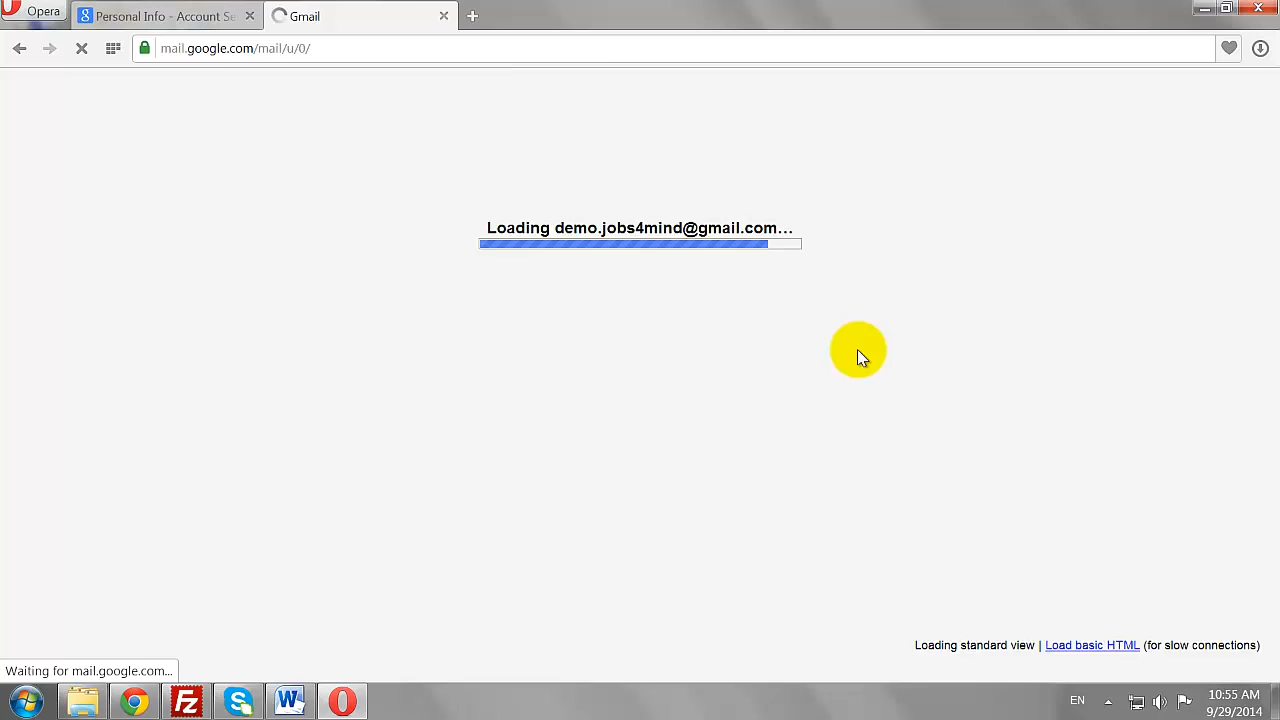 Opera
Personal Info - Account Se
Gmail
mail.google.com/mail/u/0/
Loading demo.jobs4mind@gmail.com...
Loading standard view | Load basic HTML (for slow connections)
Waiting for mail.google.com...
EN
10:55 AM
9/29/2014